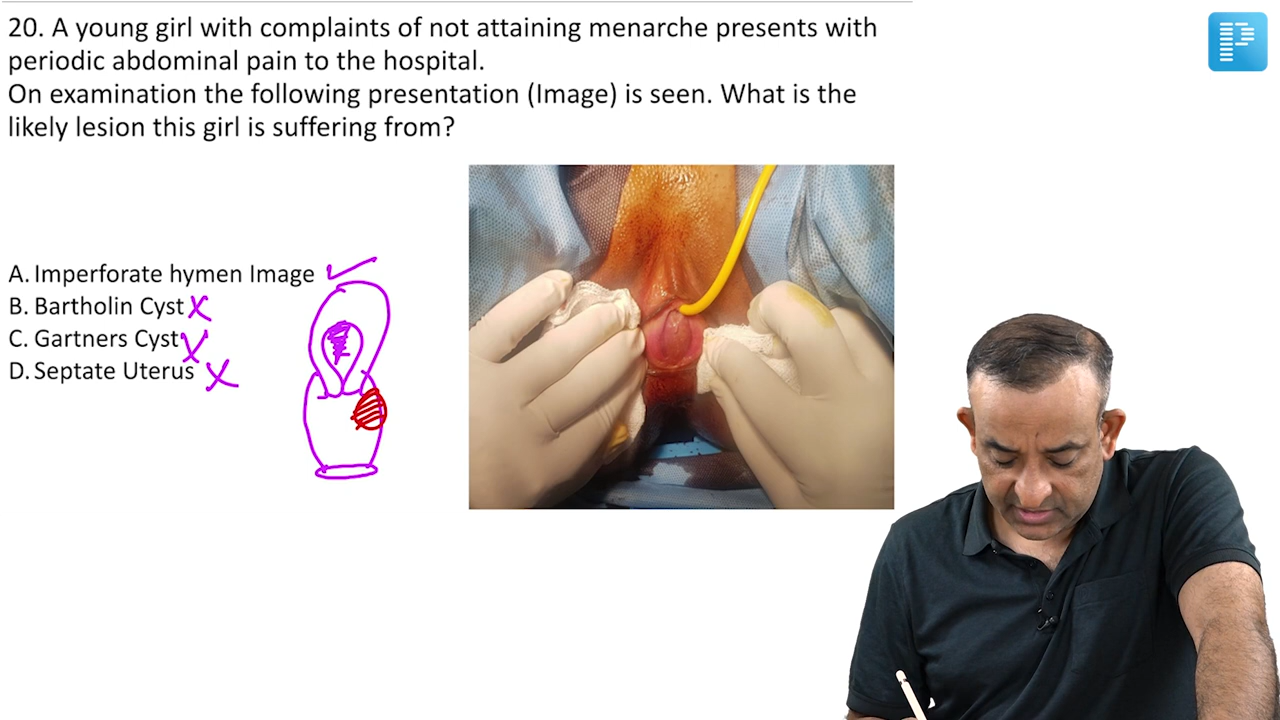 20. A young girl with complaints of not attaining menarche presents with
periodic abdominal pain to the hospital.
On examination the following presentation (Image) is seen. What is the
likely lesion this girl is suffering from?
A. Imperforate hymen Image
B. Bartholin Cyst
C. Gartners Cyst
D. Septate Uterus